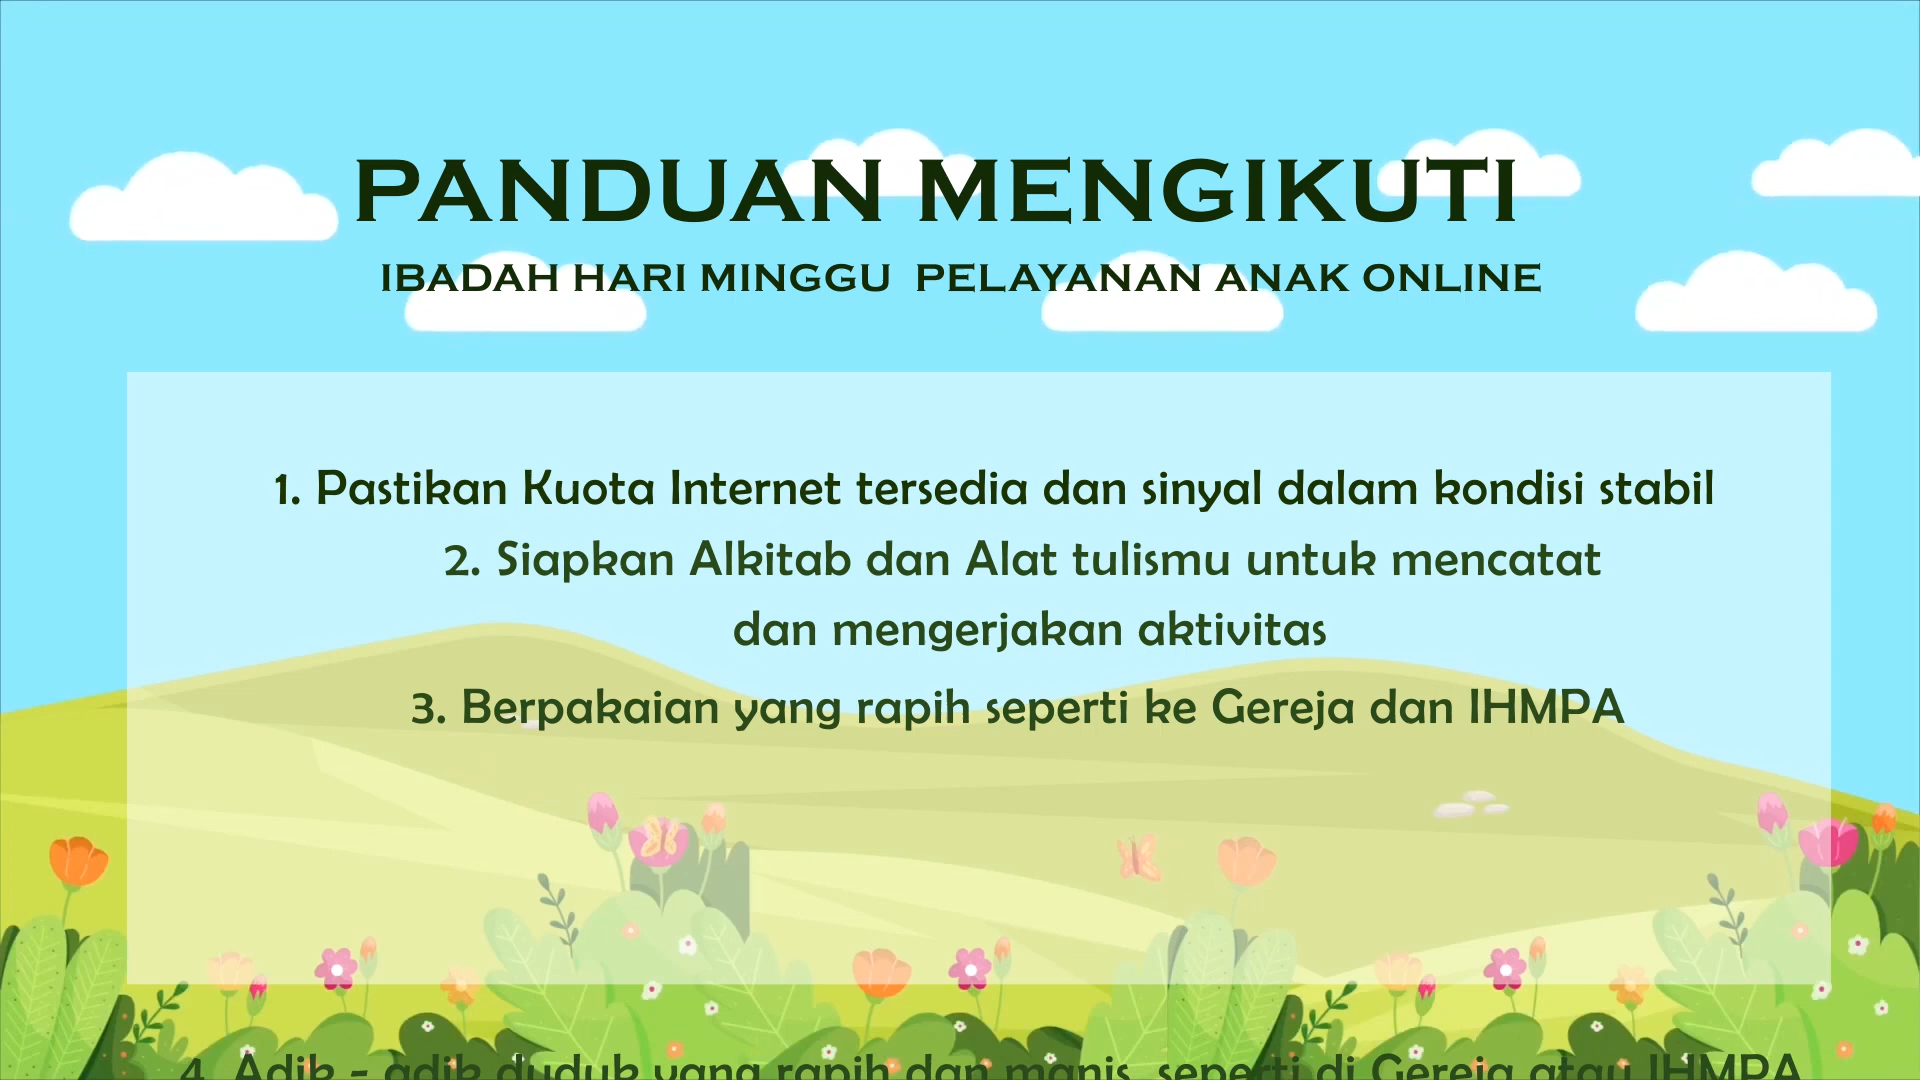 PANDUAN MENGIKUTI
IBADAH HARI MINGGU PELAYANAN ANAK ONLINE
1. Pastikan Kuota Internet tersedia dan sinyal dalam kondisi stabil
2. Siapkan Alkitab dan Alat tulismu untuk mencatat
dan mengerjakan aktivitas
3. Berpakaian yang rapih seperti ke Gereja dan IHMPA
4. Adik - adik duduk yang rapih dan manis, seperti di Gereja atau IHMPA